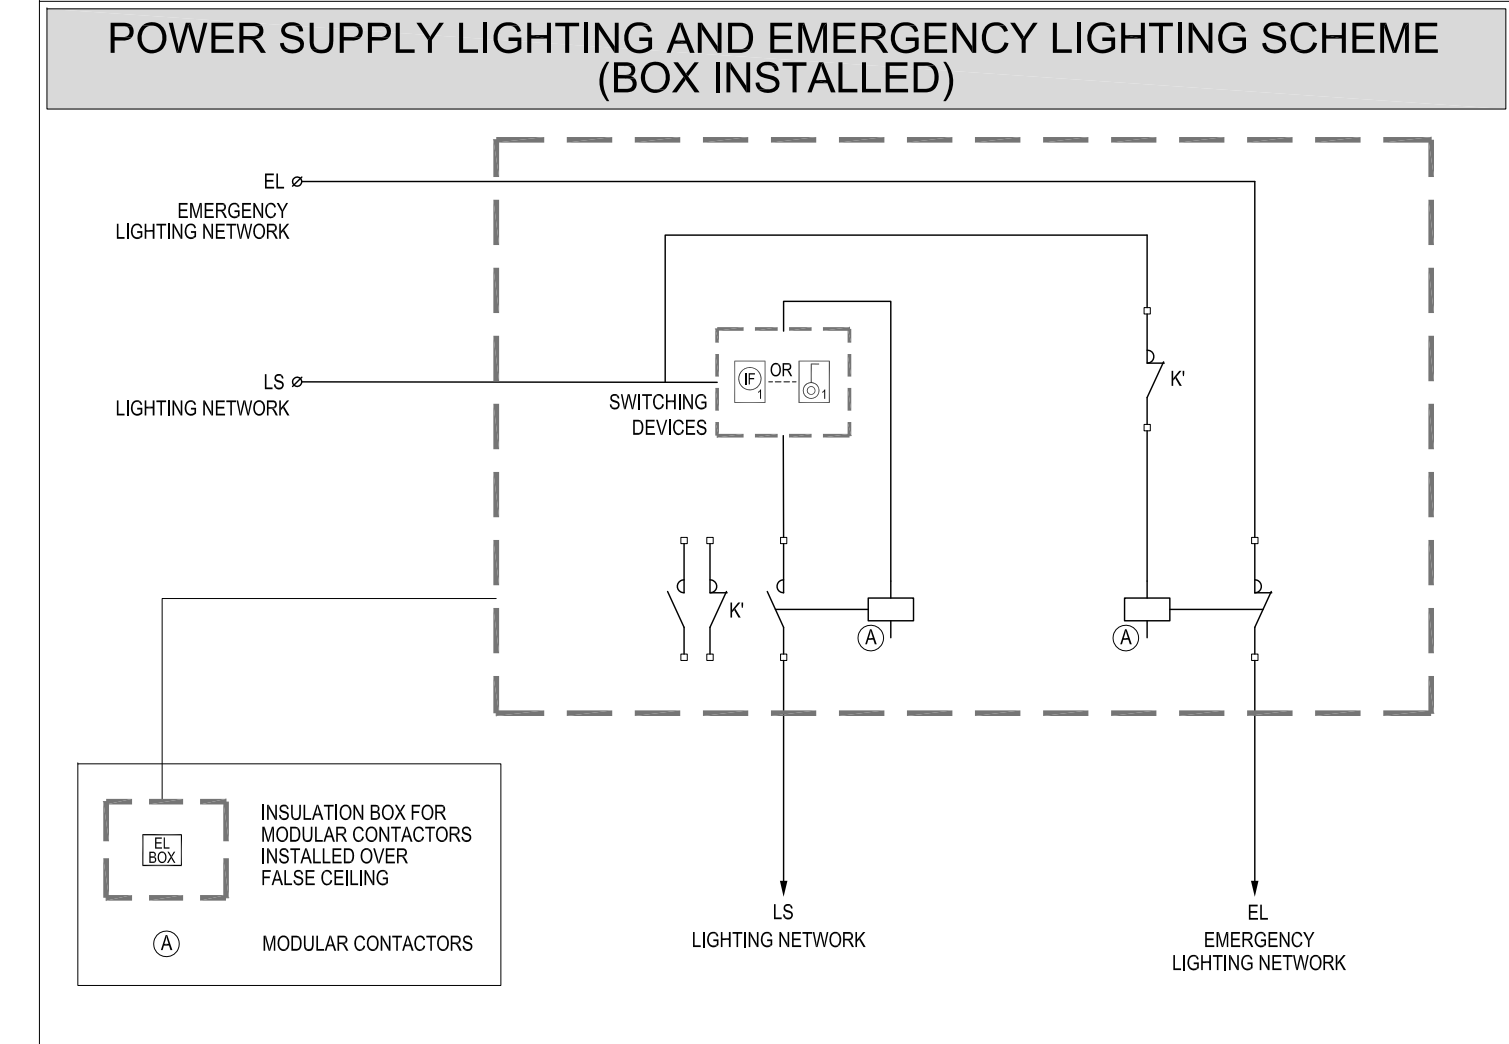 POWER SUPPLY LIGHTING AND EMERGENCY LIGHTING SCHEME
(BOX INSTALLED)
EL
EMERGENCY
LIGHTING NETWORK
LS
LIGHTING NETWORK
SWITCHING
DEVICES
IF
1
OR
1
K'
K'
A
A
EL
BOX
INSULATION BOX FOR
MODULAR CONTACTORS
INSTALLED OVER
FALSE CEILING
A
MODULAR CONTACTORS
LS
LIGHTING NETWORK
EL
EMERGENCY
LIGHTING NETWORK